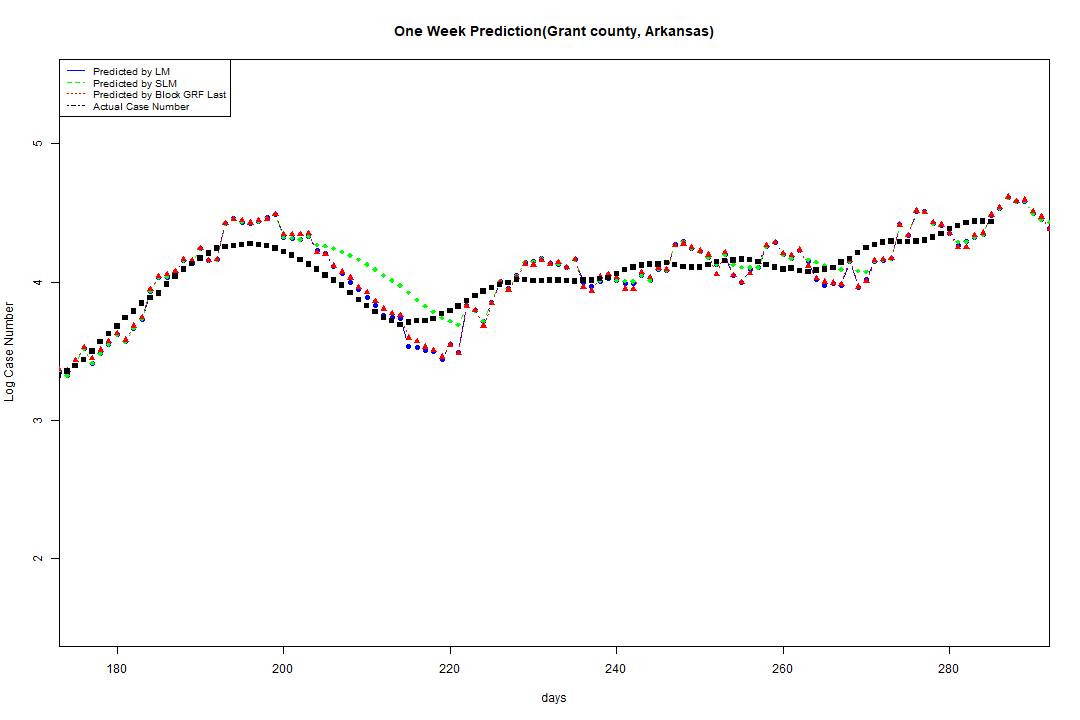 One Week Prediction(Grant county, Arkansas)
Predicted by LM
Predicted by SLM
Predicted by Block GRF Last
Actual Case Number
5
4
3
2
Log Case Number
180 200 220 240 260 280
days